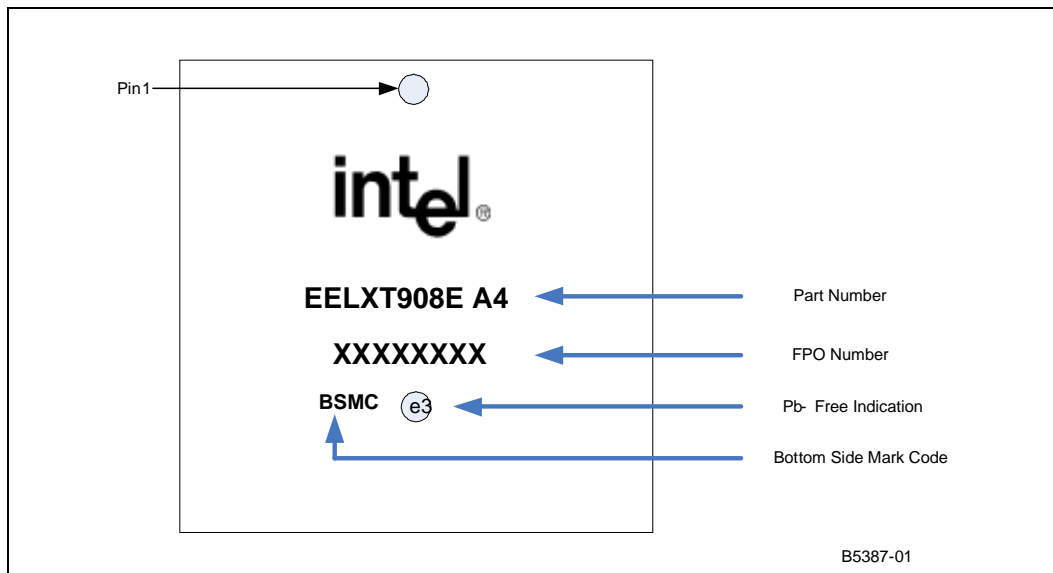 Pin1
intel®
EELXT908E A4
Part Number
XXXXXXXX
FPO Number
BSMC
e3
Pb- Free Indication
Bottom Side Mark Code
B5387-01